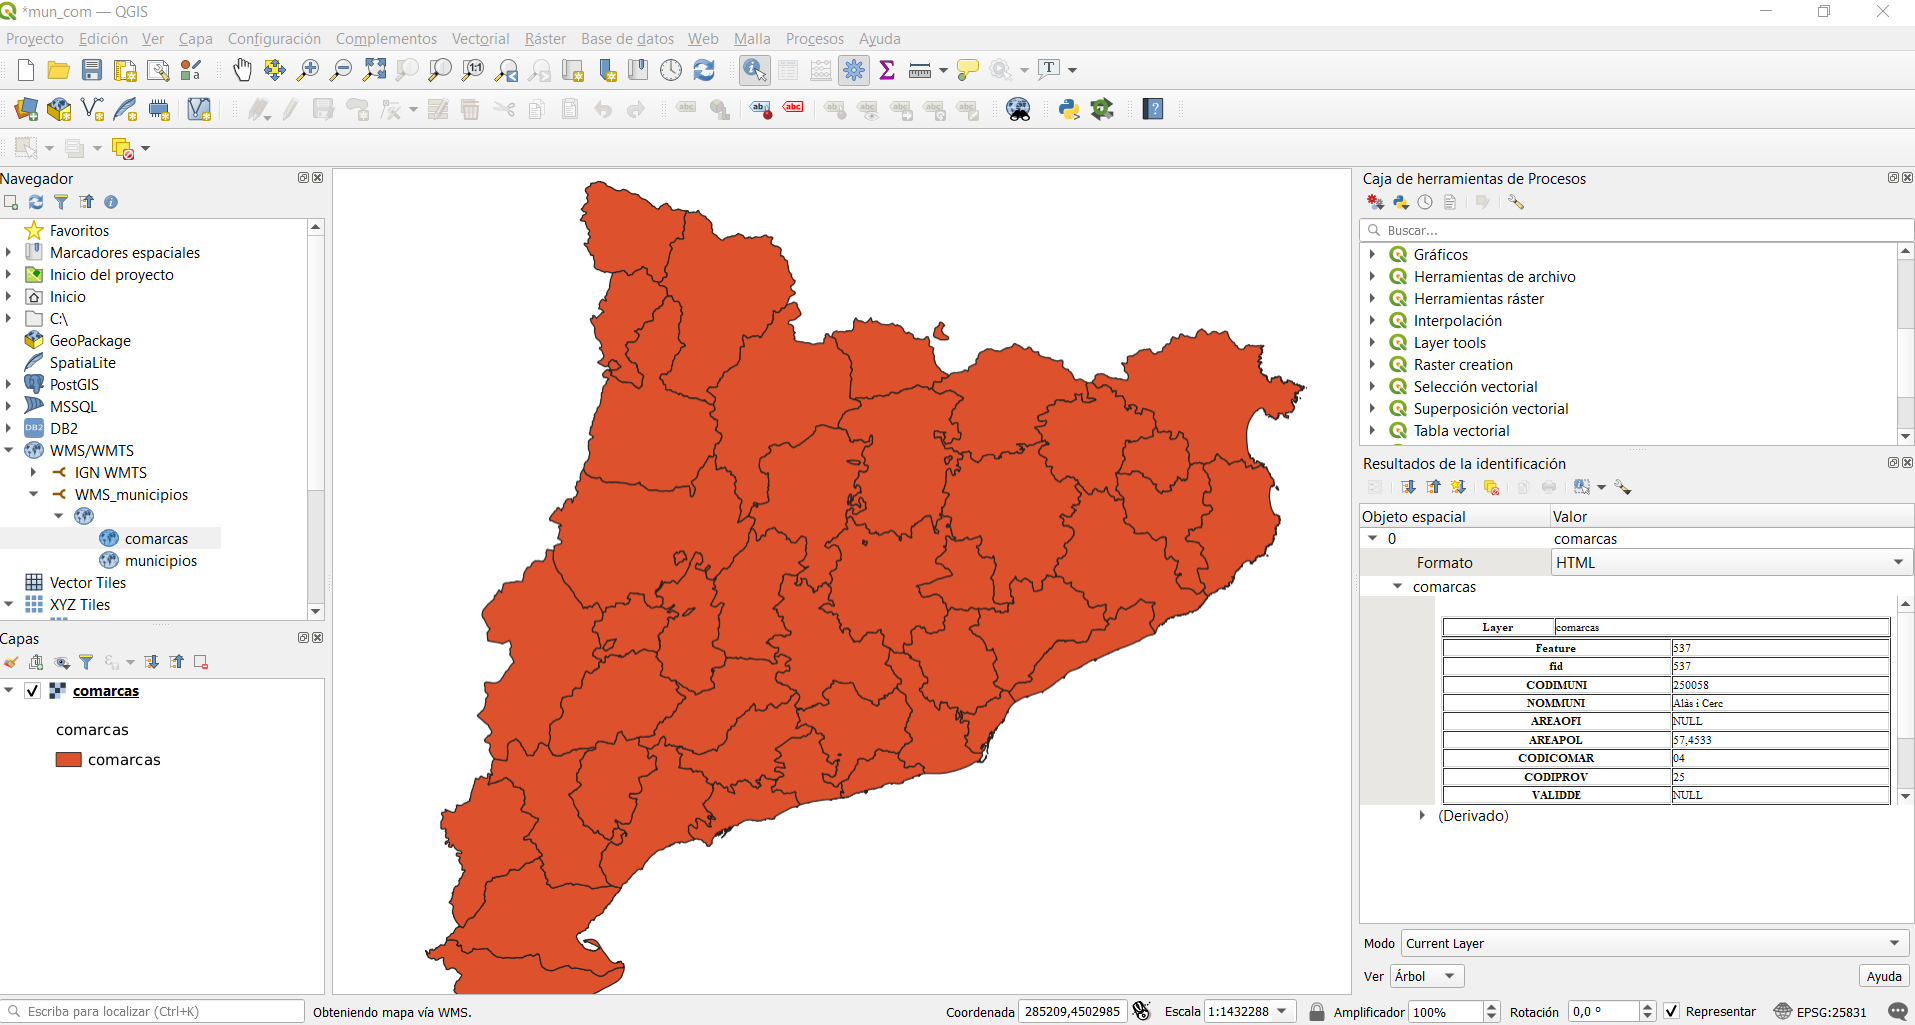 *mun_com — QGIS
Proyecto Edición Ver Capa Configuración Complementos Vectorial Ráster Base de datos Web Malla Procesos Ayuda
Navegador
Favoritos
Marcadores espaciales
Inicio del proyecto
Inicio
C:\
GeoPackage
SpatiaLite
PostGIS
MSSQL
DB2
WMS/WMTS
IGN WMTS
WMS_municipios
comarcas
municipios
Vector Tiles
XYZ Tiles
Capas
comarcas
comarcas
comarcas
Caja de herramientas de Procesos
Buscar...
Gráficos
Herramientas de archivo
Herramientas ráster
Interpolación
Layer tools
Raster creation
Selección vectorial
Superposición vectorial
Tabla vectorial
Resultados de la identificación
Objeto espacial Valor
0 comarcas
Formato HTML
comarcas
Layer comarcas
Feature 537
fid 537
CODIMUNI 250058
NOMMUNI Alàs i Cerc
AREAOFI NULL
AREAPOL 57,4533
CODICOMAR 04
CODIPROV 25
VALIDDE NULL
(Derivado)
Modo Current Layer
Ver Árbol Ayuda
Escriba para localizar (Ctrl+K) Obteniendo mapa vía WMS. Coordenada 285209,4502985 Escala 1:1432288 Amplificador 100% Rotación 0,0 ° Representar EPSG:25831